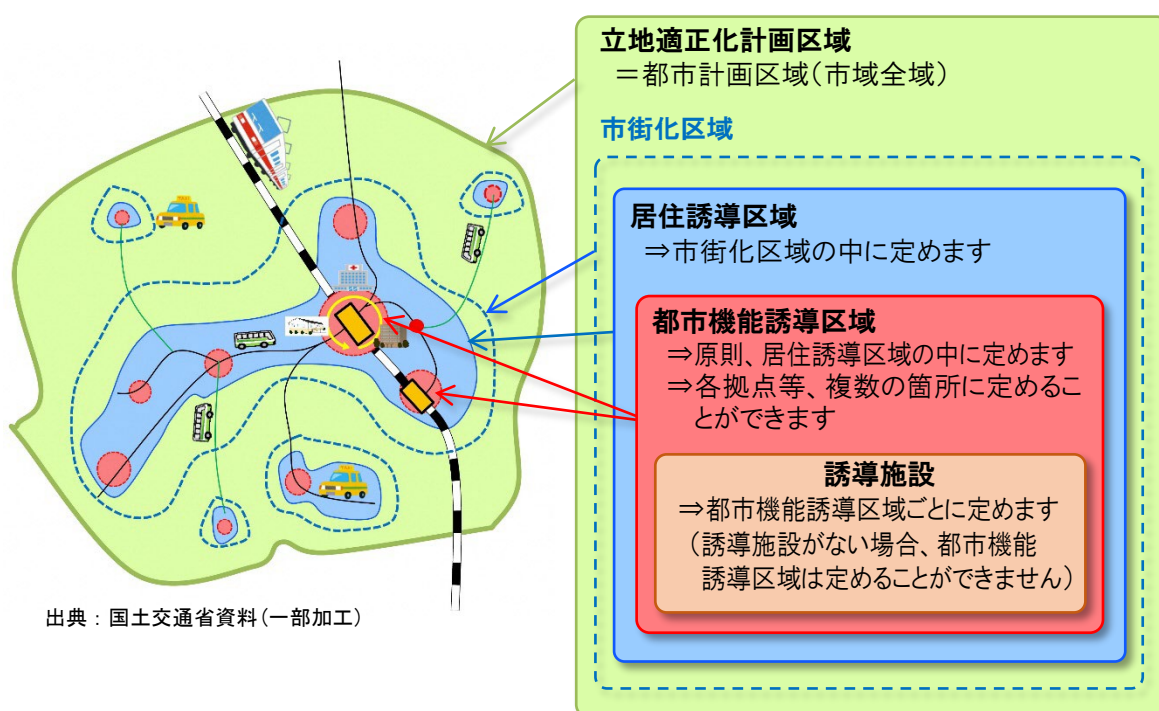 立地適正化計画区域
＝都市計画区域(市域全域)
市街化区域
居住誘導区域
⇒市街化区域の中に定めます
都市機能誘導区域
⇒原則、居住誘導区域の中に定めます
⇒各拠点等、複数の箇所に定めるこ
とができます
誘導施設
⇒都市機能誘導区域ごとに定めます
(誘導施設がない場合、都市機能
誘導区域は定めることができません)
出典：国土交通省資料(一部加工)